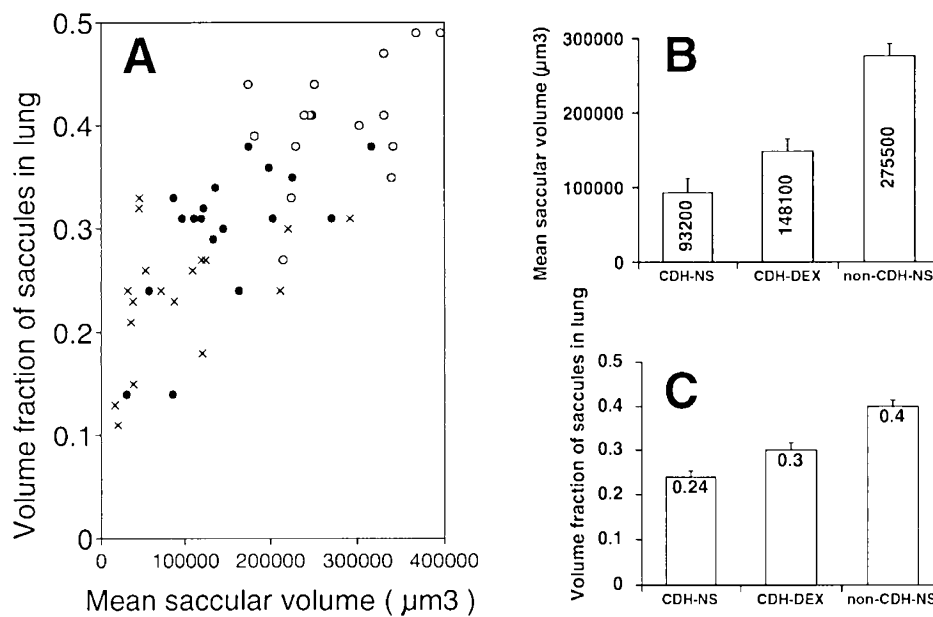 A
0.5
0.4
0.3
0.2
0.1
0
Volume fraction of saccules in lung
0
100000
200000
300000
400000
Mean saccular volume ( µm3 )
B
Mean saccular volume (µm3)
300000
200000
100000
0
93200
148100
275500
CDH-NS
CDH-DEX
non-CDH-NS
C
Volume fraction of saccules in lung
0.5
0.4
0.3
0.2
0.1
0
0.24
0.3
0.4
CDH-NS
CDH-DEX
non-CDH-NS